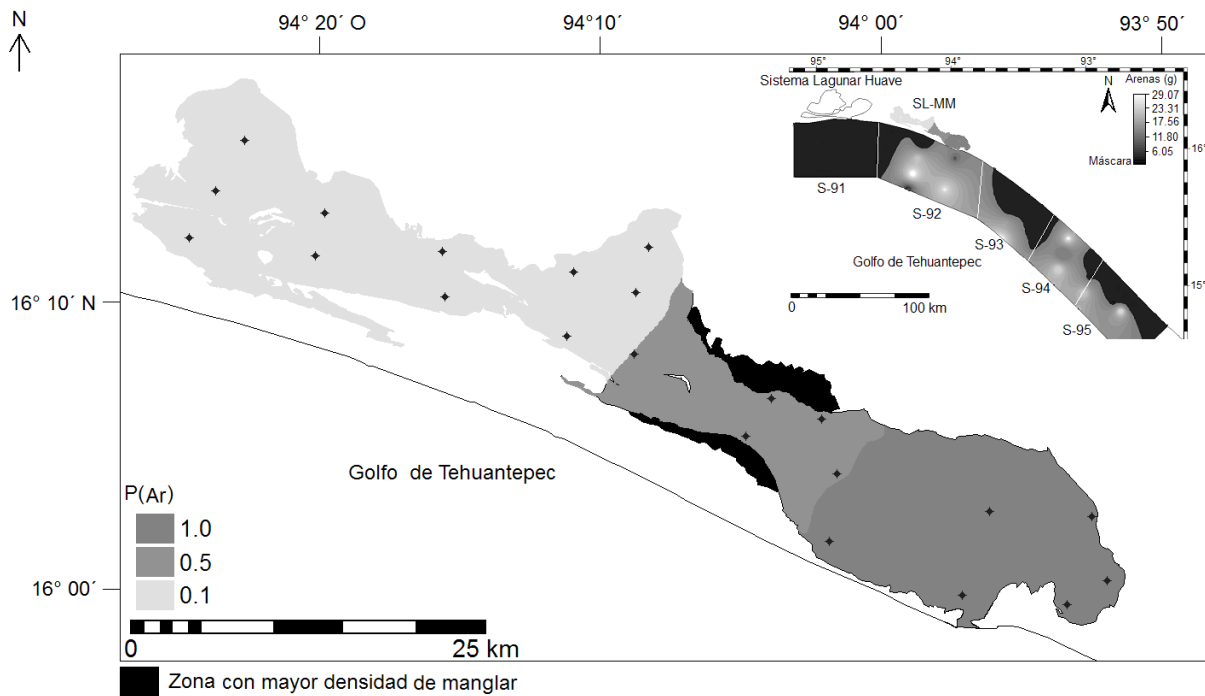 N
94° 20´ O
94° 10´
94° 00´
93° 50´
16° 10´ N
16° 00´
Golfo de Tehuantepec
P(Ar)
1.0
0.5
0.1
0
25 km
Zona con mayor densidad de manglar
95°
94°
93°
Sistema Lagunar Huave
SL-MM
N
Arenas (g)
29.07
23.31
17.56
11.80
6.05
Máscara
16°
15°
S-91
S-92
S-93
S-94
S-95
Golfo de Tehuantepec
0
100 km